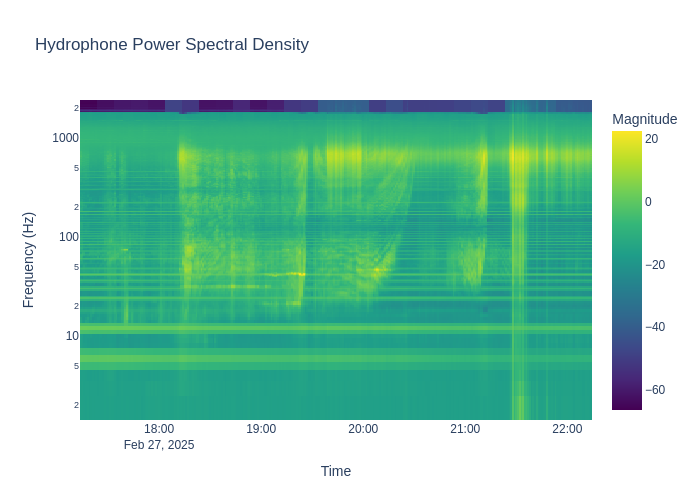 Hydrophone Power Spectral Density
Magnitude
20
0
−20
−40
−60
2
1000
5
2
100
5
2
10
5
2
Frequency (Hz)
18:00 19:00 20:00 21:00 22:00
Feb 27, 2025
Time